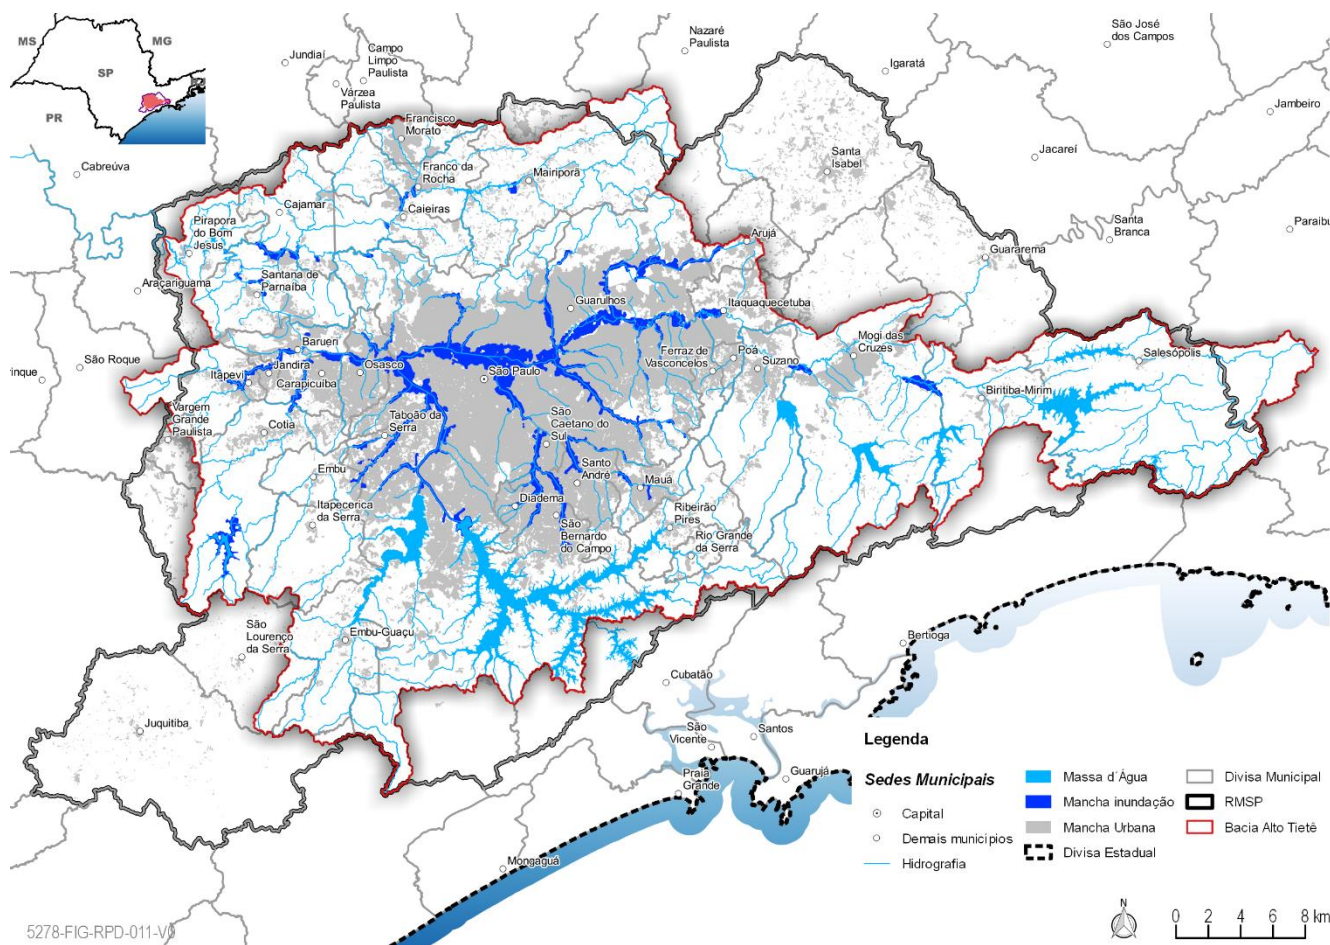 MS
MG
SP
PR
Jundiaí
Campo
Limpo
Paulista
Várzea
Paulista
Nazaré
Paulista
São José
dos Campos
Igaratá
Jambeiro
Jacareí
Cabreúva
Francisco
Morato
Franco da
Rocha
Mairiporã
Santa
Isabel
Caieiras
Cajamar
Pirapora
do Bom
Jesus
Santa
Branca
Paraibu
Arujá
Guararema
Araçariguama
Santana de
Parnaíba
Guarulhos
Itaquaquecetuba
Barueri
São Roque
rinque
Itapevi
Jandira
Carapicuíba
Osasco
São Paulo
Ferraz de
Vasconcelos
Poá
Suzano
Mogi das
Cruzes
Salesópolis
Biritiba-Mirim
Vargem
Grande
Paulista
Cotia
Taboão da
Serra
São
Caetano do
Sul
Embu
Santo
André
Mauá
Itapecerica
da Serra
Diadema
São
Bernardo
do Campo
Ribeirão
Pires
Rio Grande
da Serra
São
Lourenço
da Serra
Embu-Guaçu
Juquitiba
Bertioga
Cubatão
São
Vicente
Santos
Praia
Grande
Guarujá
Mongaguá
Legenda
Sedes Municipais
Capital
Demais municípios
Hidrografia
Massa d´Água
Mancha inundação
Mancha Urbana
Divisa Estadual
Divisa Municipal
RMSP
Bacia Alto Tietê
N
0 2 4 6 8 km
5278-FIG-RPD-011-V0